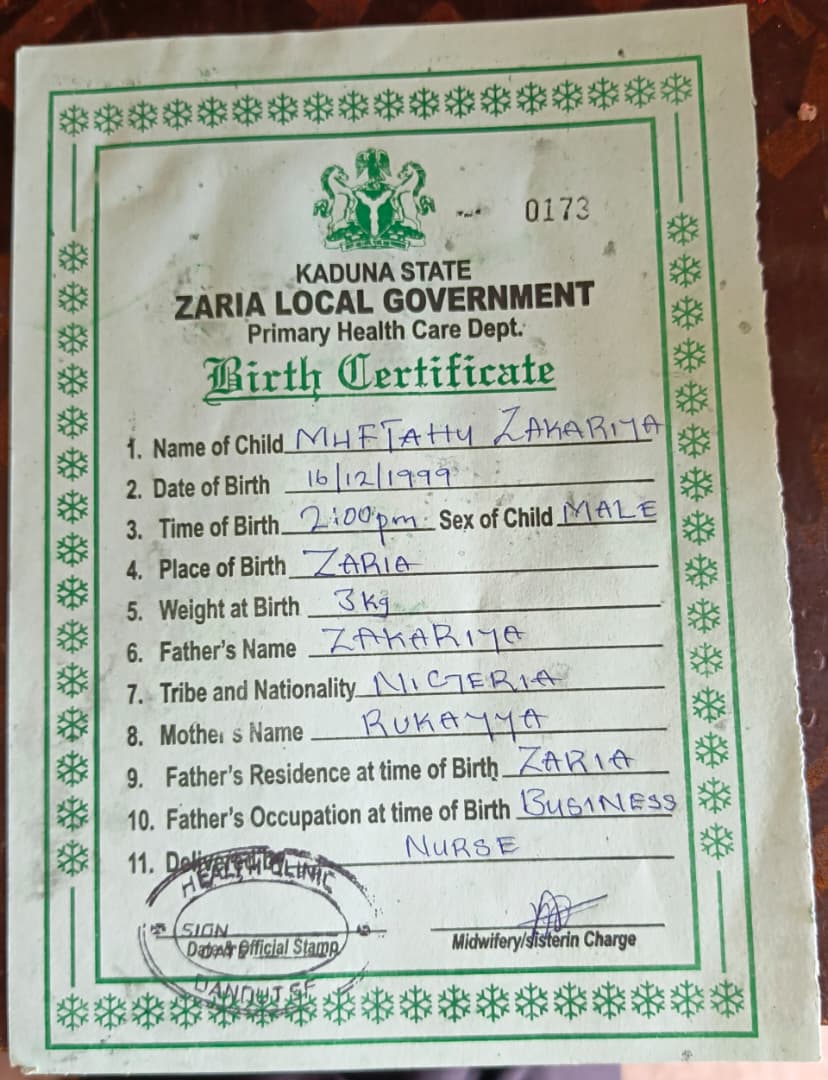 0173
KADUNA STATE
ZARIA LOCAL GOVERNMENT
Primary Health Care Dept.
Birth Certificate
1. Name of Child MUFTAHU ZAKARIYA
2. Date of Birth 16/12/1999
3. Time of Birth 2:00pm. Sex of Child MALE
4. Place of Birth ZARIA
5. Weight at Birth 3kg
6. Father's Name ZAKARIYA
7. Tribe and Nationality NIGERIA
8. Mother s Name RUKAYYA
9. Father's Residence at time of Birth ZARIA
10. Father's Occupation at time of Birth BUSINESS
11. Delivered by NURSE
HEALTH CLINIC
SIGN
Date & Official Stamp
Midwifery/sisterin Charge